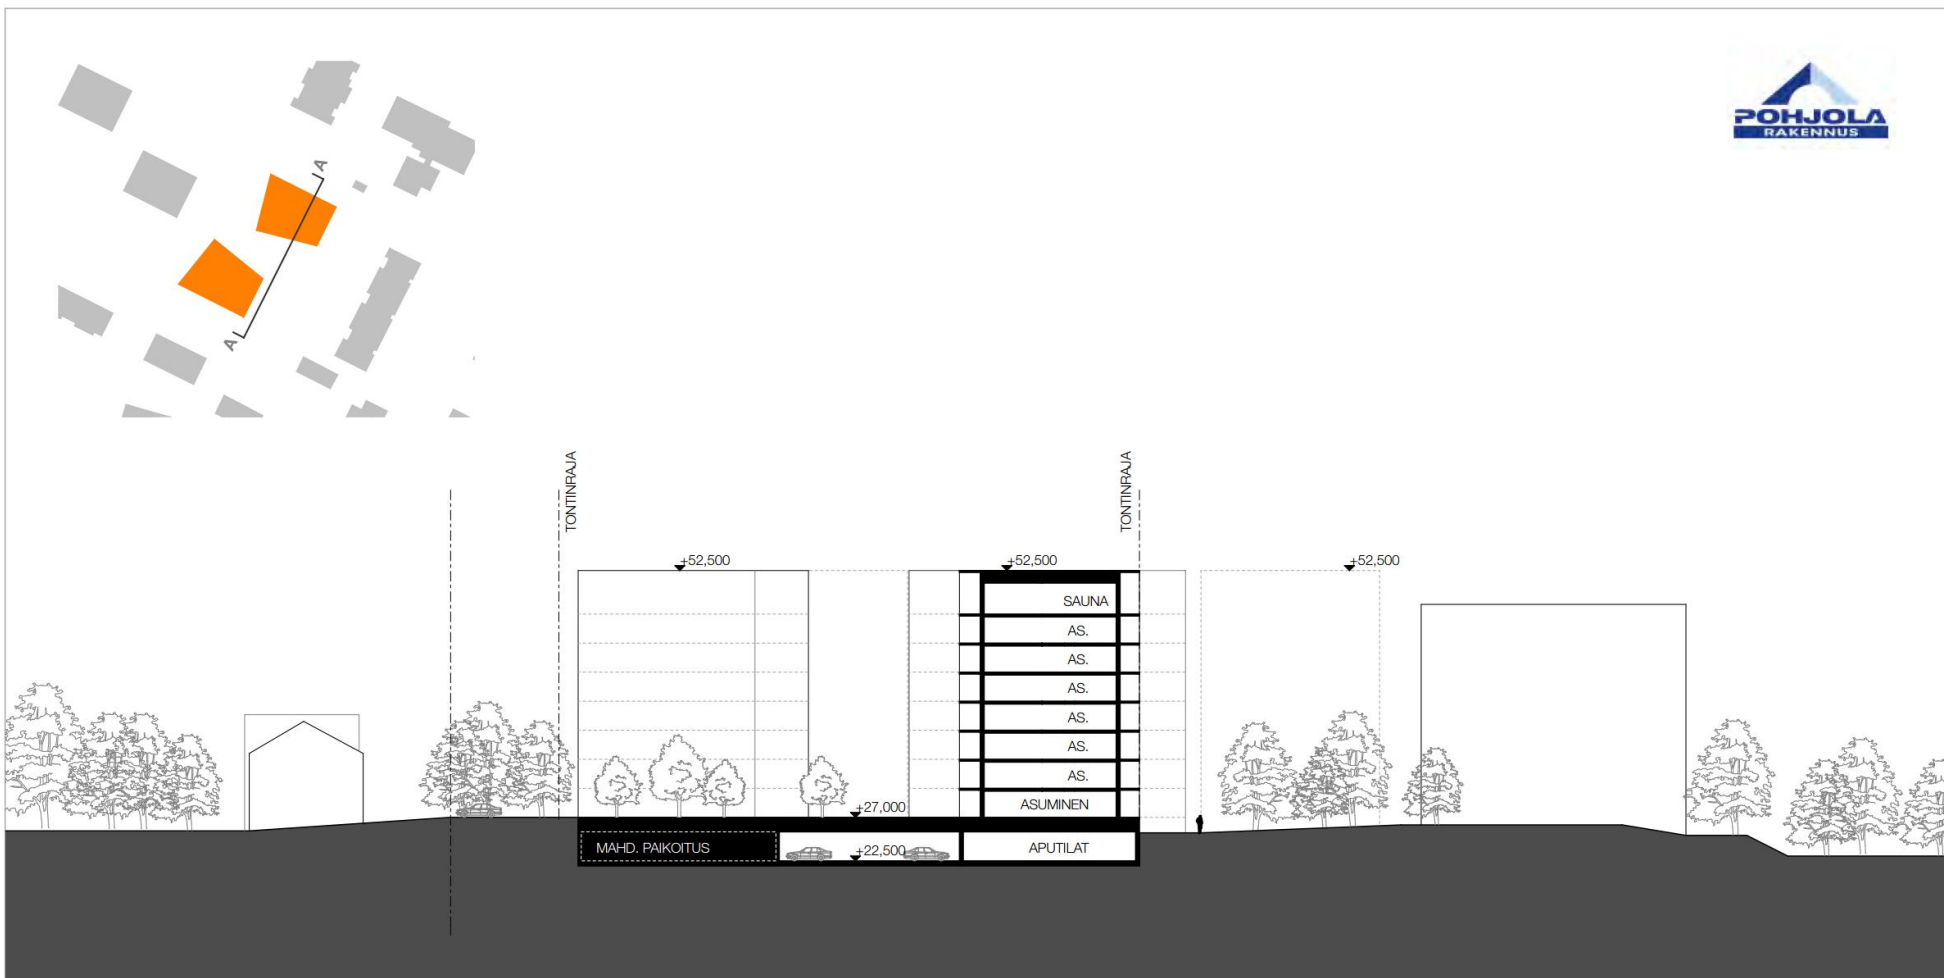 A
A
POHJOLA
RAKENNUS
TONTINRAJA
TONTINRAJA
+52,500
+52,500
+52,500
SAUNA
AS.
AS.
AS.
AS.
AS.
AS.
ASUMINEN
+27,000
MAHD. PAIKOITUS
+22,500
APUTILAT